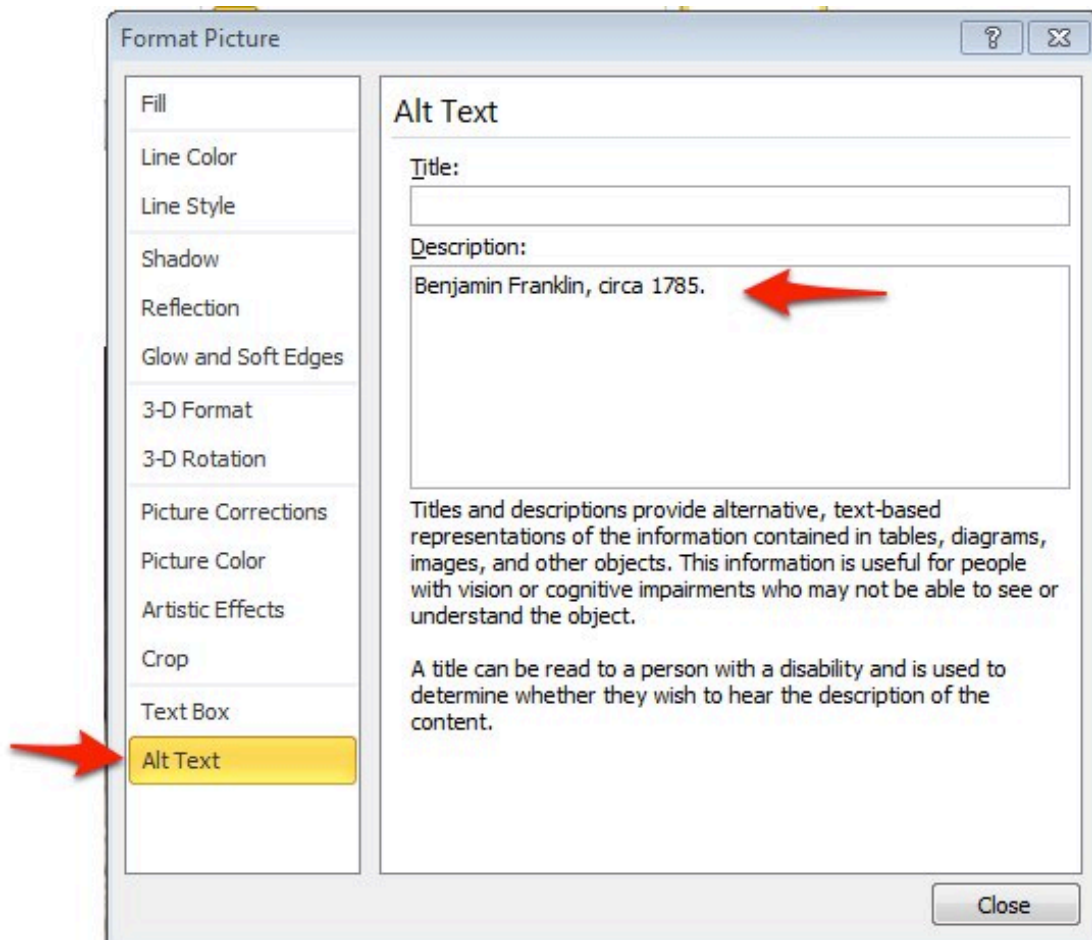 Format Picture
Fill
Line Color
Line Style
Shadow
Reflection
Glow and Soft Edges
3-D Format
3-D Rotation
Picture Corrections
Picture Color
Artistic Effects
Crop
Text Box
Alt Text
Alt Text
Title:
Description:
Benjamin Franklin, circa 1785.
Titles and descriptions provide alternative, text-based
representations of the information contained in tables, diagrams,
images, and other objects. This information is useful for people
with vision or cognitive impairments who may not be able to see or
understand the object.
A title can be read to a person with a disability and is used to
determine whether they wish to hear the description of the
content.
Close